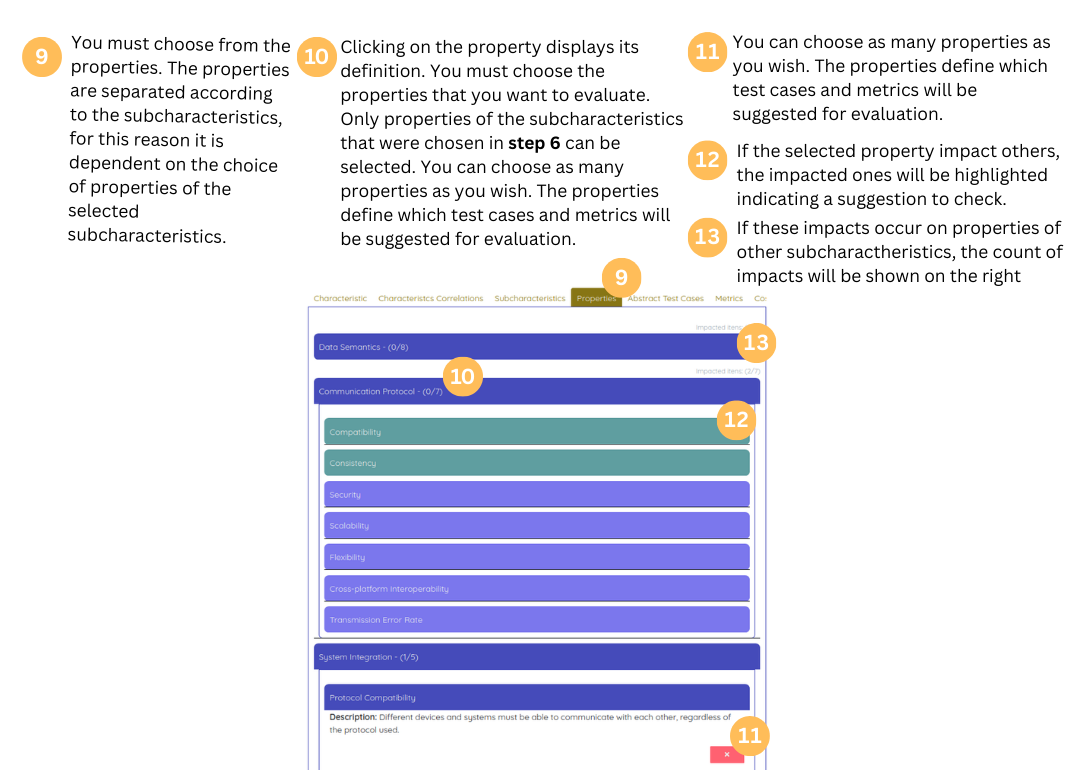 9
You must choose from the
properties. The properties
are separated according
to the subcharacteristics,
for this reason it is
dependent on the choice
of properties of the
selected
subcharacteristics.
10
Clicking on the property displays its
definition. You must choose the
properties that you want to evaluate.
Only properties of the subcharacteristics
that were chosen in step 6 can be
selected. You can choose as many
properties as you wish. The properties
define which test cases and metrics will
be suggested for evaluation.
11
You can choose as many properties as
you wish. The properties define which
test cases and metrics will be
suggested for evaluation.
12
If the selected property impact others,
the impacted ones will be highlighted
indicating a suggestion to check.
13
If these impacts occur on properties of
other subcharactheristics, the count of
impacts will be shown on the right
9
Characteristic Characteristcs Correlations Subcharacteristics Properties Abstract Test Cases Metrics Co
Impacted itens:
13
Data Semantics - (0/8)
Impacted itens: (2/7)
10
Communication Protocol - (0/7)
12
Compatibility
Consistency
Security
Scalability
Flexibility
Cross-platform Interoperability
Transmission Error Rate
System Integration - (1/5)
Protocol Compatibility
Description: Different devices and systems must be able to communicate with each other, regardless of
the protocol used.
11
×